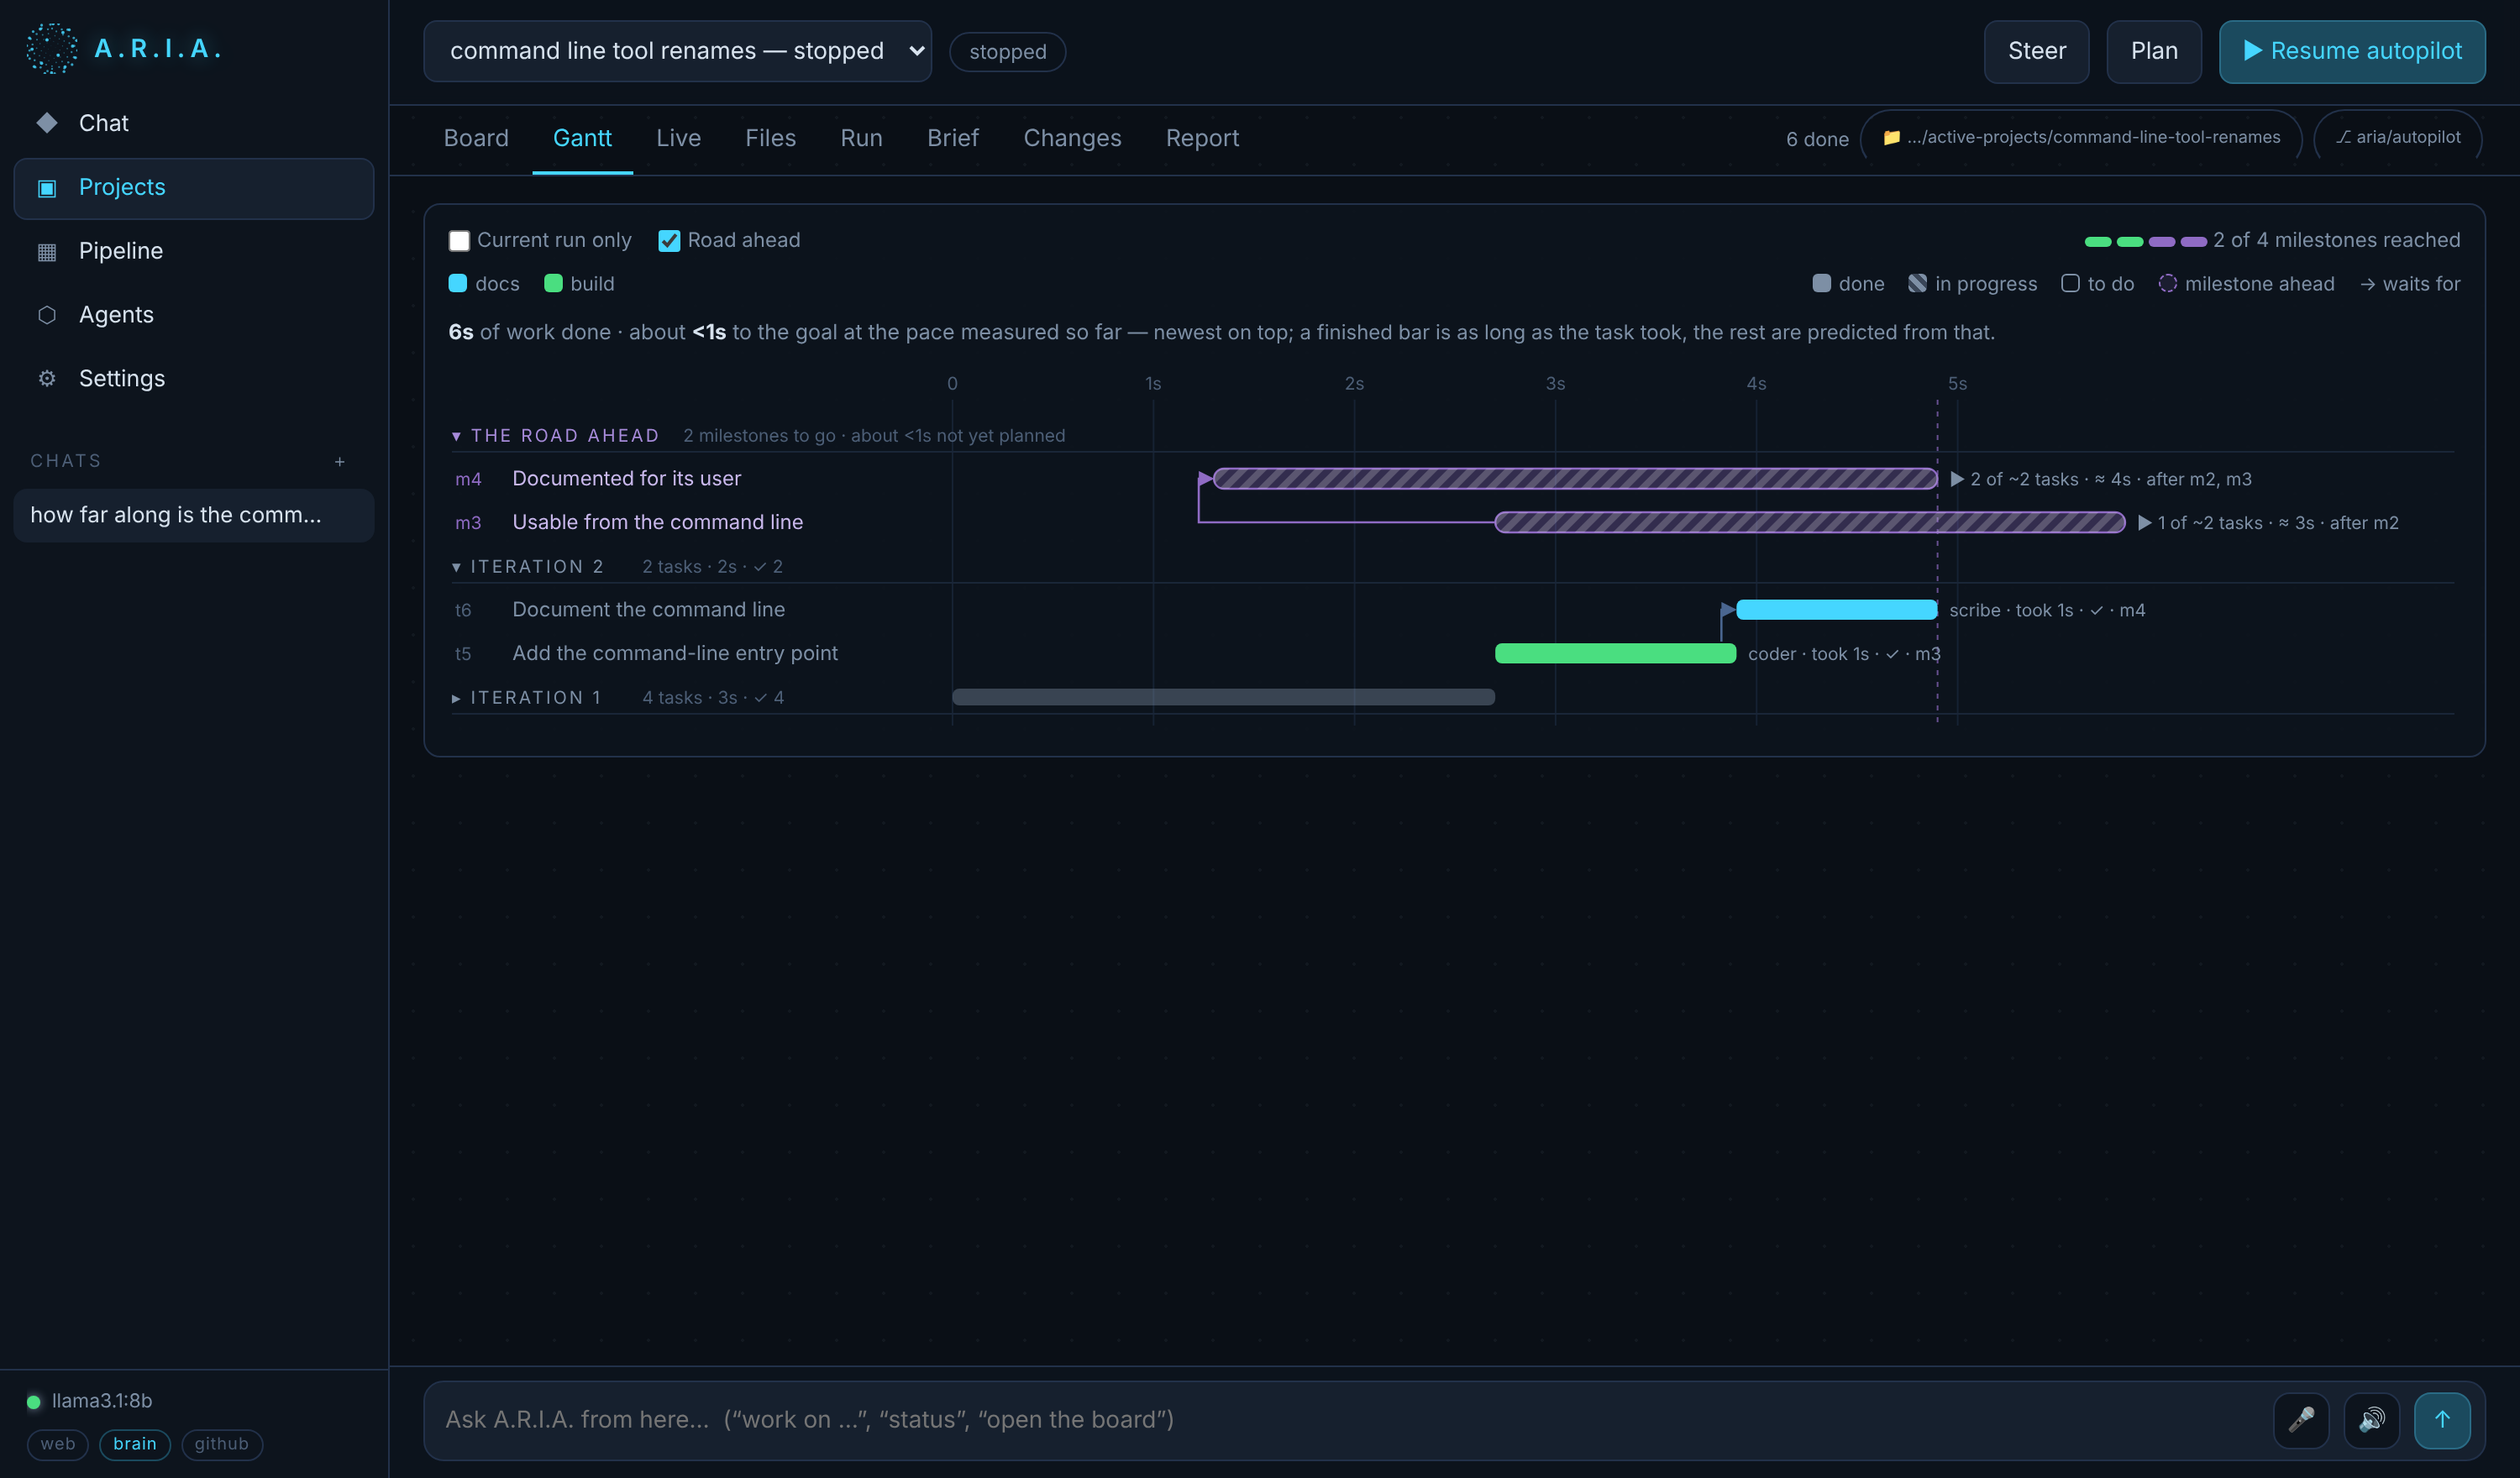 A.R.I.A.
Chat
Projects
Pipeline
Agents
Settings
CHATS +
how far along is the comm...
llama3.1:8b
web brain github
command line tool renames — stopped
stopped
Steer
Plan
▶ Resume autopilot
Board Gantt Live Files Run Brief Changes Report
6 done
.../active-projects/command-line-tool-renames
aria/autopilot
Current run only Road ahead
2 of 4 milestones reached
docs build
done in progress to do milestone ahead → waits for
6s of work done · about <1s to the goal at the pace measured so far — newest on top; a finished bar is as long as the task took, the rest are predicted from that.
0 1s 2s 3s 4s 5s
▾ THE ROAD AHEAD 2 milestones to go · about <1s not yet planned
m4 Documented for its user ▶ 2 of ~2 tasks · ≈ 4s · after m2, m3
m3 Usable from the command line ▶ 1 of ~2 tasks · ≈ 3s · after m2
▾ ITERATION 2 2 tasks · 2s · ✓ 2
t6 Document the command line scribe · took 1s · ✓ · m4
t5 Add the command-line entry point coder · took 1s · ✓ · m3
▸ ITERATION 1 4 tasks · 3s · ✓ 4
Ask A.R.I.A. from here... (“work on ...”, “status”, “open the board”)